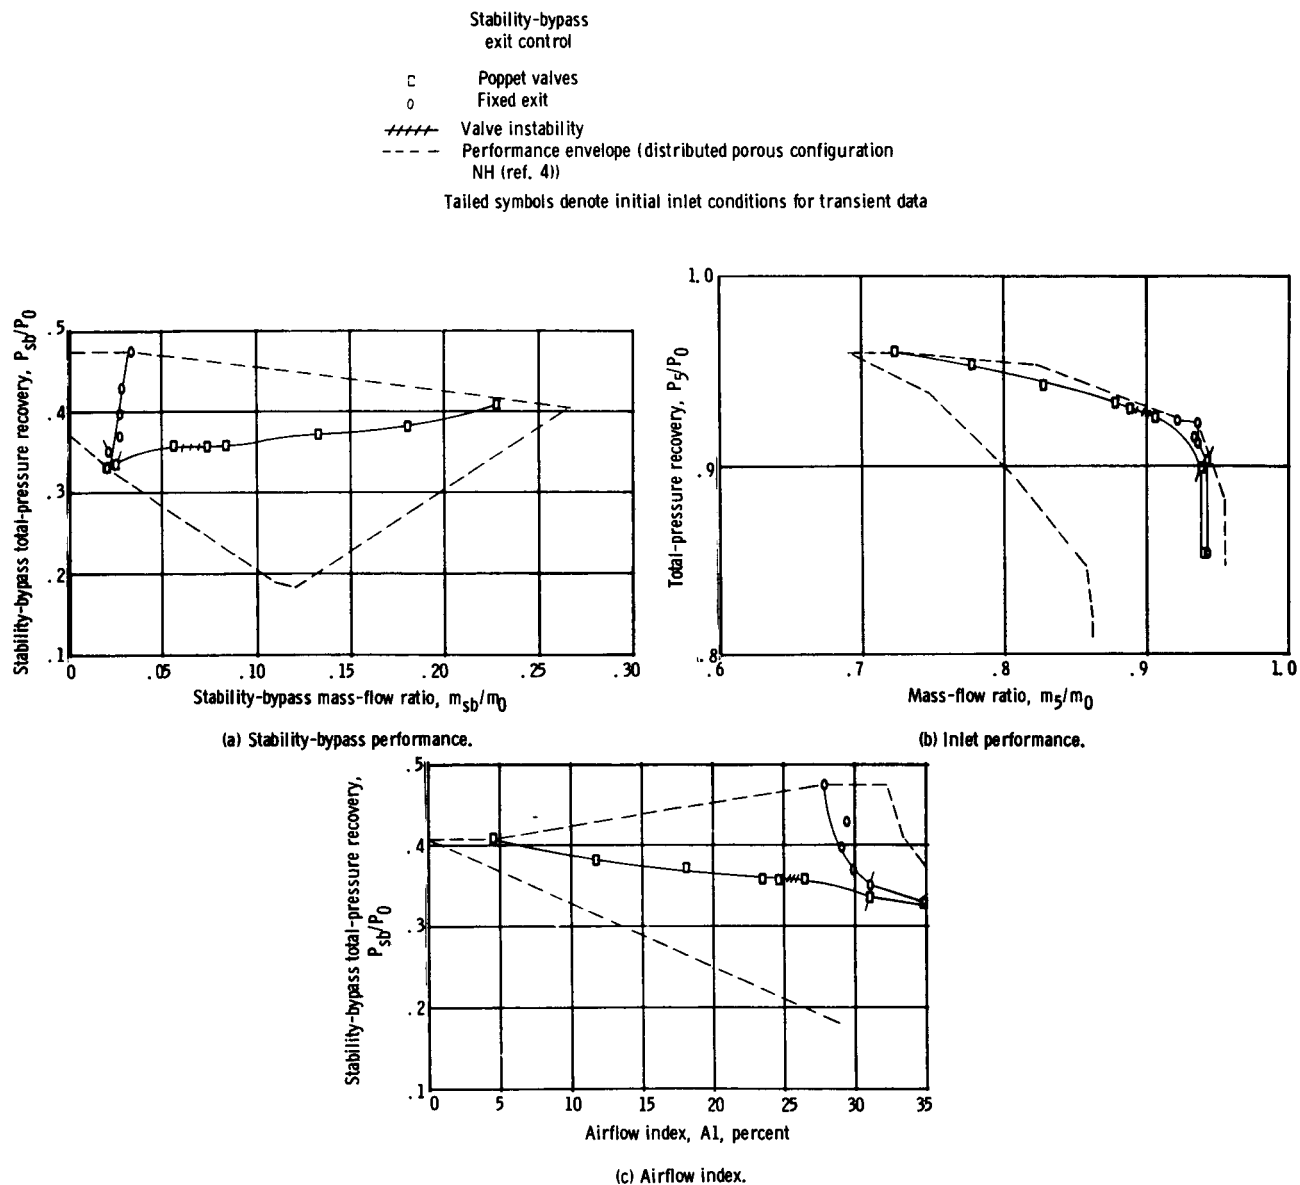 Stability-bypass
exit control
Poppet valves
Fixed exit
Valve instability
Performance envelope (distributed porous configuration
NH (ref. 4))
Tailed symbols denote initial inlet conditions for transient data
Stability-bypass total-pressure recovery, Psb/P0
.5
.4
.3
.2
.1
0
.05
.10
.15
.20
.25
.30
Stability-bypass mass-flow ratio, msb/m0
(a) Stability-bypass performance.
Total-pressure recovery, P5/P0
1.0
.9
.8
.6
.7
.8
.9
1.0
Mass-flow ratio, m5/m0
(b) Inlet performance.
Stability-bypass total-pressure recovery,
Psb/P0
.5
.4
.3
.2
.1
0
5
10
15
20
25
30
35
Airflow index, A1, percent
(c) Airflow index.